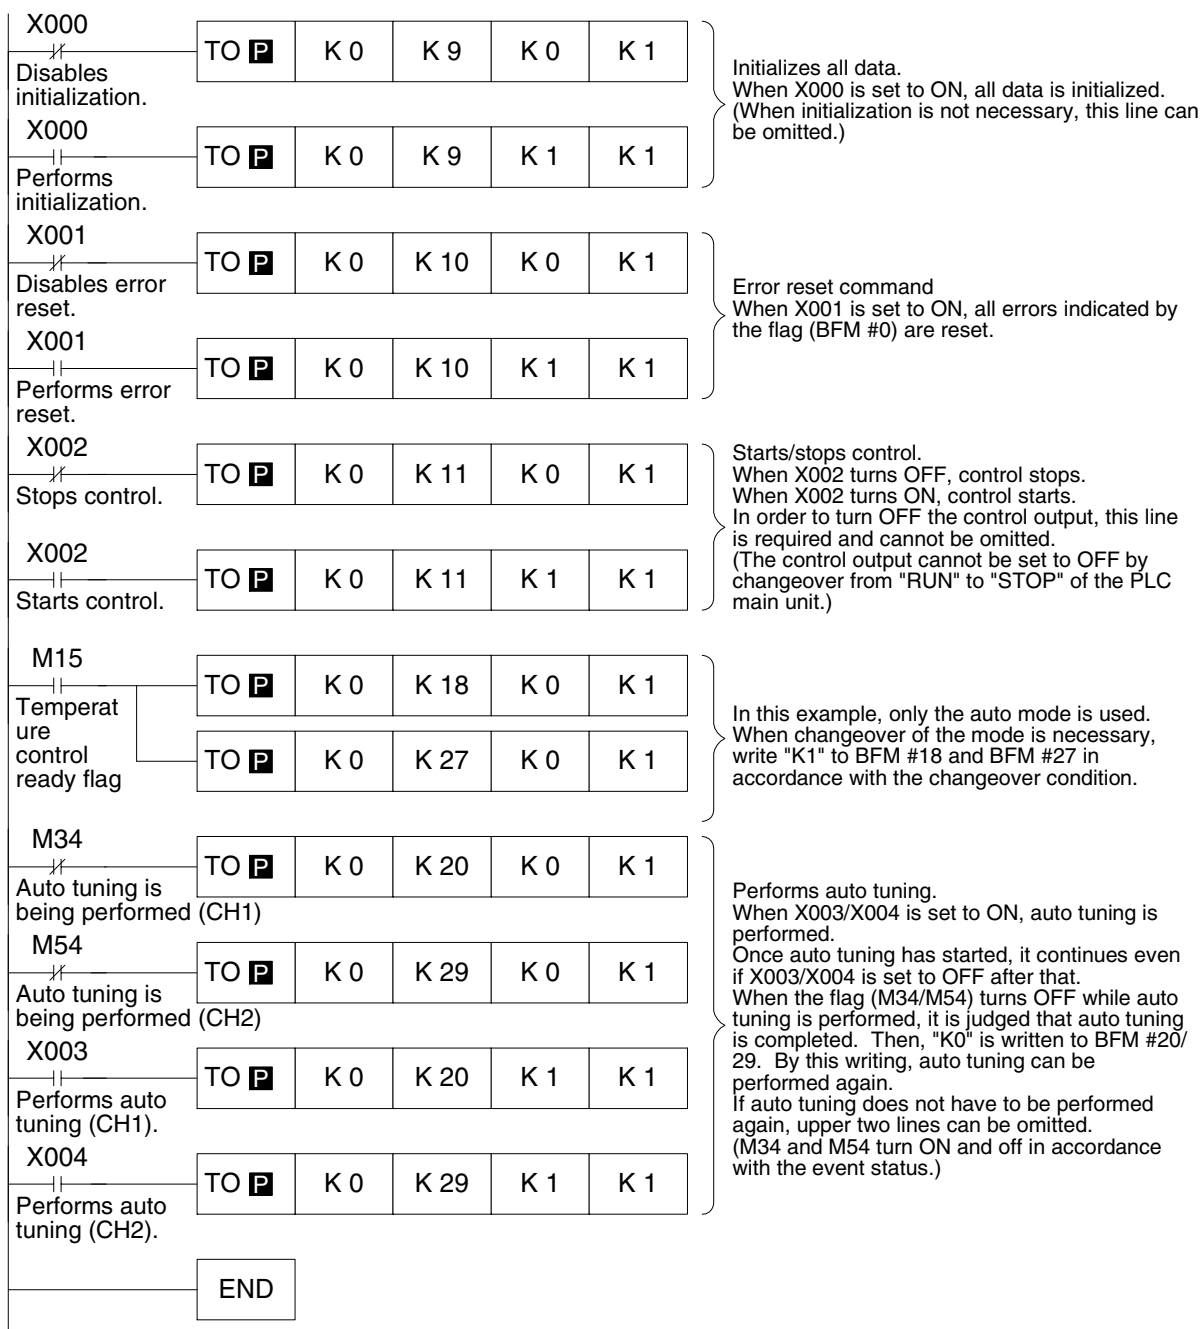 X000
TO P K 0 K 9 K 0 K 1
Disables
initialization.
X000
TO P K 0 K 9 K 1 K 1
Performs
initialization.
Initializes all data.
When X000 is set to ON, all data is initialized.
(When initialization is not necessary, this line can
be omitted.)
X001
TO P K 0 K 10 K 0 K 1
Disables error
reset.
X001
TO P K 0 K 10 K 1 K 1
Performs error
reset.
Error reset command
When X001 is set to ON, all errors indicated by
the flag (BFM #0) are reset.
X002
TO P K 0 K 11 K 0 K 1
Stops control.
X002
TO P K 0 K 11 K 1 K 1
Starts control.
Starts/stops control.
When X002 turns OFF, control stops.
When X002 turns ON, control starts.
In order to turn OFF the control output, this line
is required and cannot be omitted.
(The control output cannot be set to OFF by
changeover from "RUN" to "STOP" of the PLC
main unit.)
M15
TO P K 0 K 18 K 0 K 1
Temperat
ure
control
ready flag
TO P K 0 K 27 K 0 K 1
In this example, only the auto mode is used.
When changeover of the mode is necessary,
write "K1" to BFM #18 and BFM #27 in
accordance with the changeover condition.
M34
TO P K 0 K 20 K 0 K 1
Auto tuning is
being performed (CH1)
M54
TO P K 0 K 29 K 0 K 1
Auto tuning is
being performed (CH2)
X003
TO P K 0 K 20 K 1 K 1
Performs auto
tuning (CH1).
X004
TO P K 0 K 29 K 1 K 1
Performs auto
tuning (CH2).
Performs auto tuning.
When X003/X004 is set to ON, auto tuning is
performed.
Once auto tuning has started, it continues even
if X003/X004 is set to OFF after that.
When the flag (M34/M54) turns OFF while auto
tuning is performed, it is judged that auto tuning
is completed. Then, "K0" is written to BFM #20/
29. By this writing, auto tuning can be
performed again.
If auto tuning does not have to be performed
again, upper two lines can be omitted.
(M34 and M54 turn ON and off in accordance
with the event status.)
END